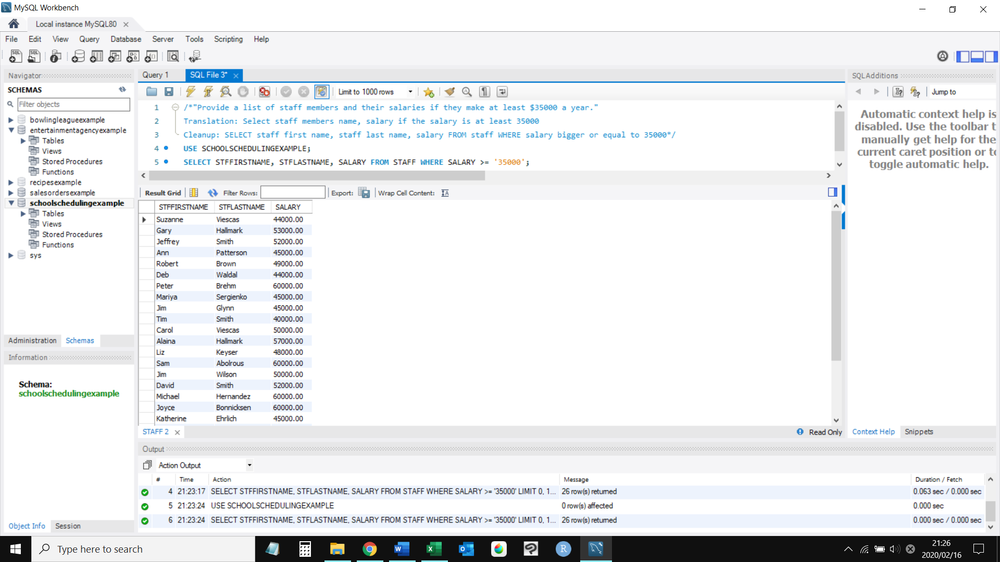 MySQL Workbench
Local instance MySQL80
File Edit View Query Database Server Tools Scripting Help
Navigator
SCHEMAS
Filter objects
bowlingleagueexample
entertainmentagencyexample
Tables
Views
Stored Procedures
Functions
recipesexample
salesordersexample
schoolschedulingexample
Tables
Views
Stored Procedures
Functions
sys
Administration Schemas
Information
Schema:
schoolschedulingexample
Object Info Session
Query 1 SQL File 3*
Limit to 1000 rows
1 /*"Provide a list of staff members and their salaries if they make at least $35000 a year."
2 Translation: Select staff members name, salary if the salary is at least 35000
3 Cleanup: SELECT staff first name, staff last name, salary FROM staff WHERE salary bigger or equal to 35000*/
4 USE SCHOOLSCHEDULINGEXAMPLE;
5 SELECT STFFIRSTNAME, STFLASTNAME, SALARY FROM STAFF WHERE SALARY >= '35000';
Result Grid Filter Rows: Export: Wrap Cell Content:
STFFIRSTNAME STFLASTNAME SALARY
Suzanne Viescas 44000.00
Gary Hallmark 53000.00
Jeffrey Smith 52000.00
Ann Patterson 45000.00
Robert Brown 49000.00
Deb Waldal 44000.00
Peter Brehm 60000.00
Mariya Sergienko 45000.00
Jim Glynn 45000.00
Tim Smith 40000.00
Carol Viescas 50000.00
Alaina Hallmark 57000.00
Liz Keyser 48000.00
Sam Abolrous 60000.00
Jim Wilson 50000.00
David Smith 52000.00
Michael Hernandez 60000.00
Joyce Bonnicksen 60000.00
Katherine Ehrlich 45000.00
STAFF 2
Read Only
SQLAdditions
Jump to
Automatic context help is
disabled. Use the toolbar t
manually get help for the
current caret position or to
toggle automatic help.
Context Help Snippets
Output
Action Output
# Time Action Message Duration / Fetch
4 21:23:17 SELECT STFFIRSTNAME, STFLASTNAME, SALARY FROM STAFF WHERE SALARY >= '35000' LIMIT 0, 1... 26 row(s) returned 0.063 sec / 0.000 sec
5 21:23:24 USE SCHOOLSCHEDULINGEXAMPLE 0 row(s) affected 0.000 sec
6 21:23:24 SELECT STFFIRSTNAME, STFLASTNAME, SALARY FROM STAFF WHERE SALARY >= '35000' LIMIT 0, 1... 26 row(s) returned 0.000 sec / 0.000 sec
Type here to search
21:26
2020/02/16